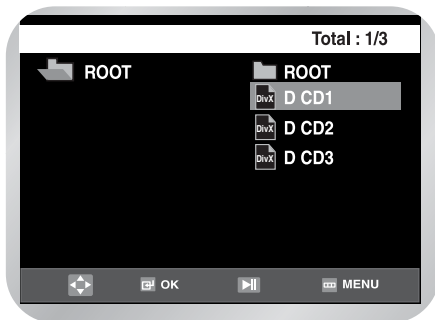 Total : 1/3
ROOT
ROOT
DivX D CD1
DivX D CD2
DivX D CD3
OK
MENU